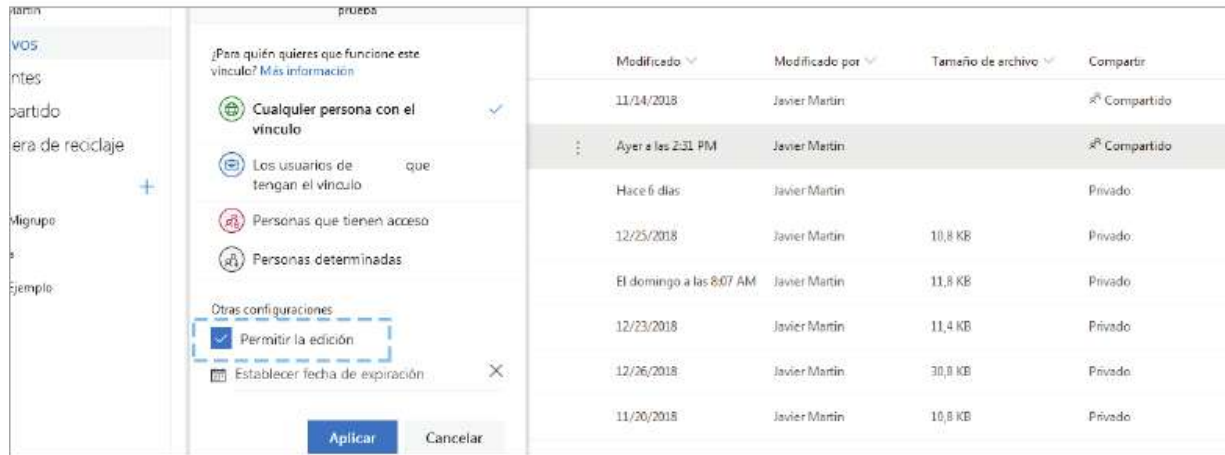 Martin
vos
ntes
partido
era de reciclaje
+
Migrupo
s
Ejemplo
prueba
¿Para quién quieres que funcione este
vínculo? Más información
Cualquier persona con el
vínculo
Los usuarios de que
tengan el vínculo
Personas que tienen acceso
Personas determinadas
Otras configuraciones
Permitir la edición
Establecer fecha de expiración
Aplicar Cancelar
Modificado Modificado por Tamaño de archivo Compartir
11/14/2018 Javier Martin Compartido
Ayer a las 2:31 PM Javier Martin Compartido
Hace 6 días Javier Martin Privado
12/25/2018 Javier Martin 10,8 KB Privado
El domingo a las 8:07 AM Javier Martin 11,8 KB Privado
12/23/2018 Javier Martin 11,4 KB Privado
12/26/2018 Javier Martin 30,8 KB Privado
11/20/2018 Javier Martin 10,8 KB Privado